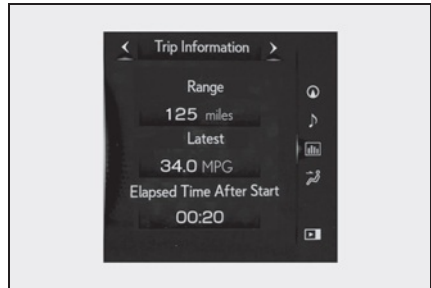 Trip Information
Range
125 miles
Latest
34.0 MPG
Elapsed Time After Start
00:20